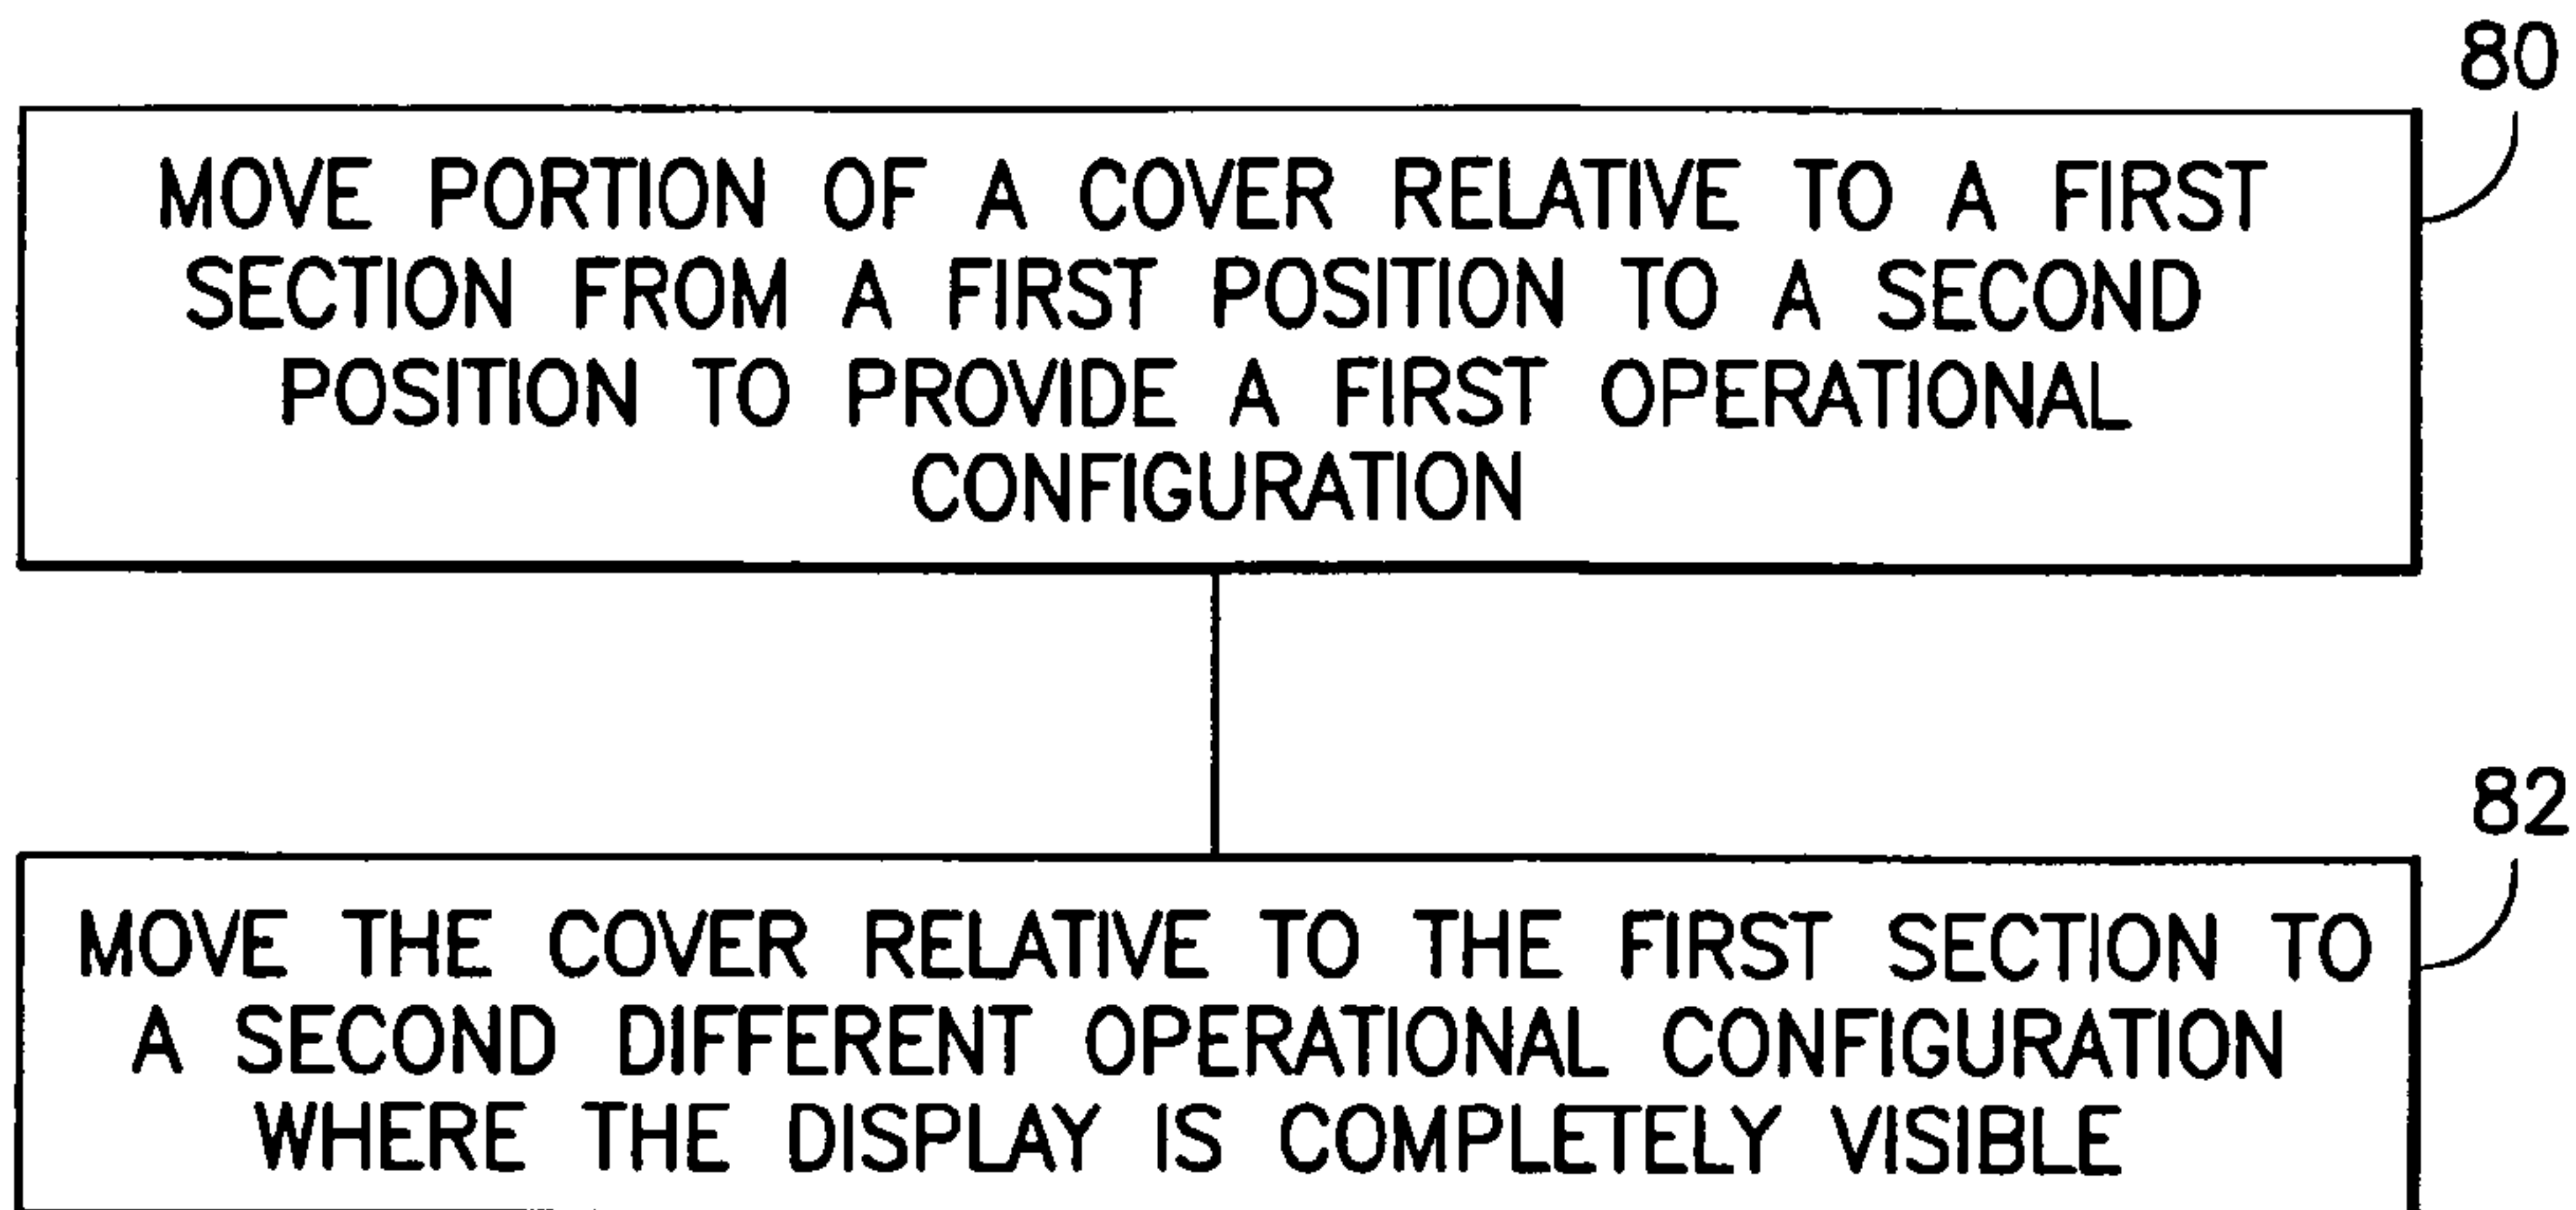 80
MOVE PORTION OF A COVER RELATIVE TO A FIRST
SECTION FROM A FIRST POSITION TO A SECOND
POSITION TO PROVIDE A FIRST OPERATIONAL
CONFIGURATION
82
MOVE THE COVER RELATIVE TO THE FIRST SECTION TO
A SECOND DIFFERENT OPERATIONAL CONFIGURATION
WHERE THE DISPLAY IS COMPLETELY VISIBLE